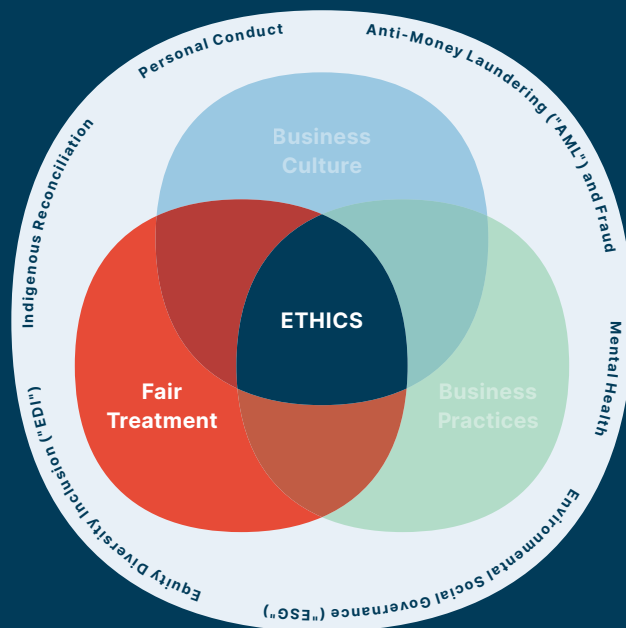 Personal Conduct
Anti-Money Laundering ("AML") and Fraud
Mental Health
Environmental Social Governance ("ESG")
Equity Diversity Inclusion ("EDI")
Indigenous Reconciliation
Business
Culture
ETHICS
Fair
Treatment
Business
Practices